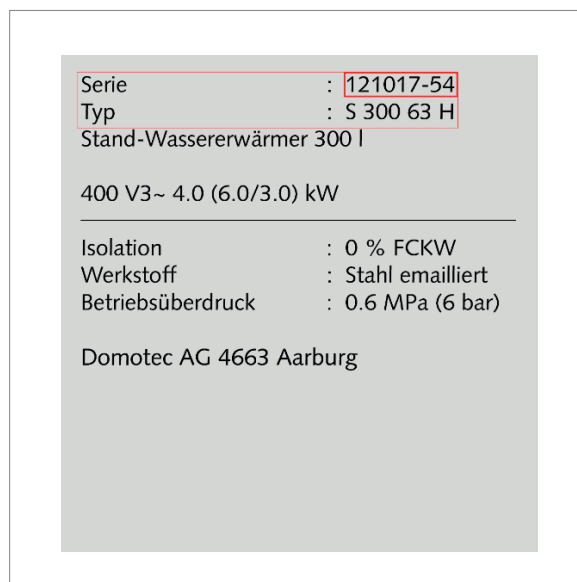 Serie : 121017-54
Typ : S 300 63 H
Stand-Wassererwärmer 300 l
400 V3~ 4.0 (6.0/3.0) kW
Isolation : 0 % FCKW
Werkstoff : Stahl emailliert
Betriebsüberdruck : 0.6 MPa (6 bar)
Domotec AG 4663 Aarburg